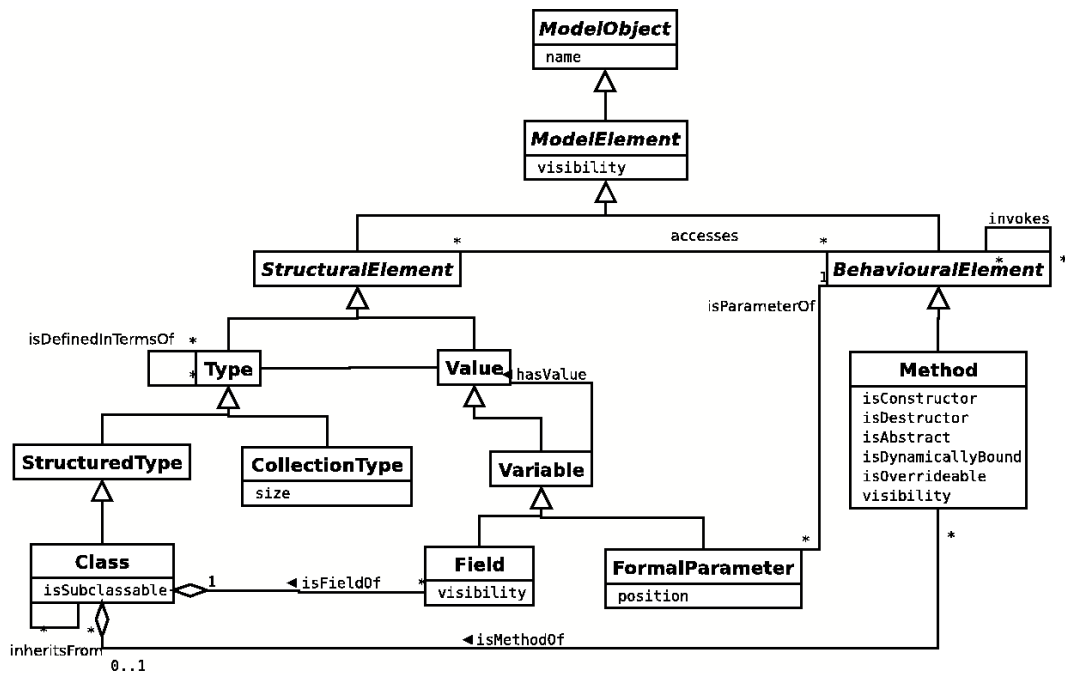 ModelObject
name
ModelElement
visibility
invokes
accesses
*
*
*
*
StructuralElement
BehaviouralElement
1
isParameterOf
isDefinedInTermsOf
*
*
Type
Value
hasValue
Method
isConstructor
isDestructor
isAbstract
isDynamicallyBound
isOverrideable
visibility
StructuredType
CollectionType
size
Variable
*
*
Class
isSubclassable
1
isFieldOf
*
Field
visibility
FormalParameter
position
*
*
inheritsFrom
isMethodOf
0..1